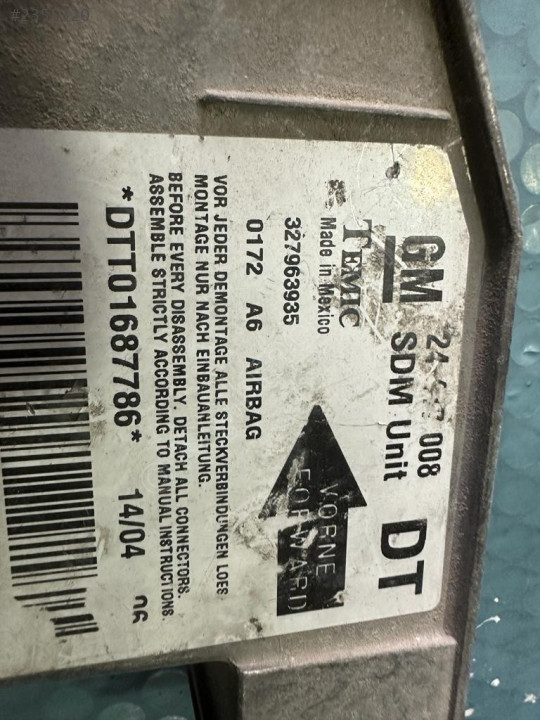 GM 24 008 DT
SDM Unit
TEMIC
Made in Mexico
327963935
VORNE
FORWARD
0172 A6 AIRBAG
VOR JEDER DEMONTAGE ALLE STECKVERBINDUNGEN LOES
MONTAGE NUR NACH EINBAUANLEITUNG.
BEFORE EVERY DISASSEMBLY. DETACH ALL CONNECTORS.
ASSEMBLE STRICTLY ACCORDING TO MANUAL INSTRUCTIONS.
*DTT01687786* 14/04 06